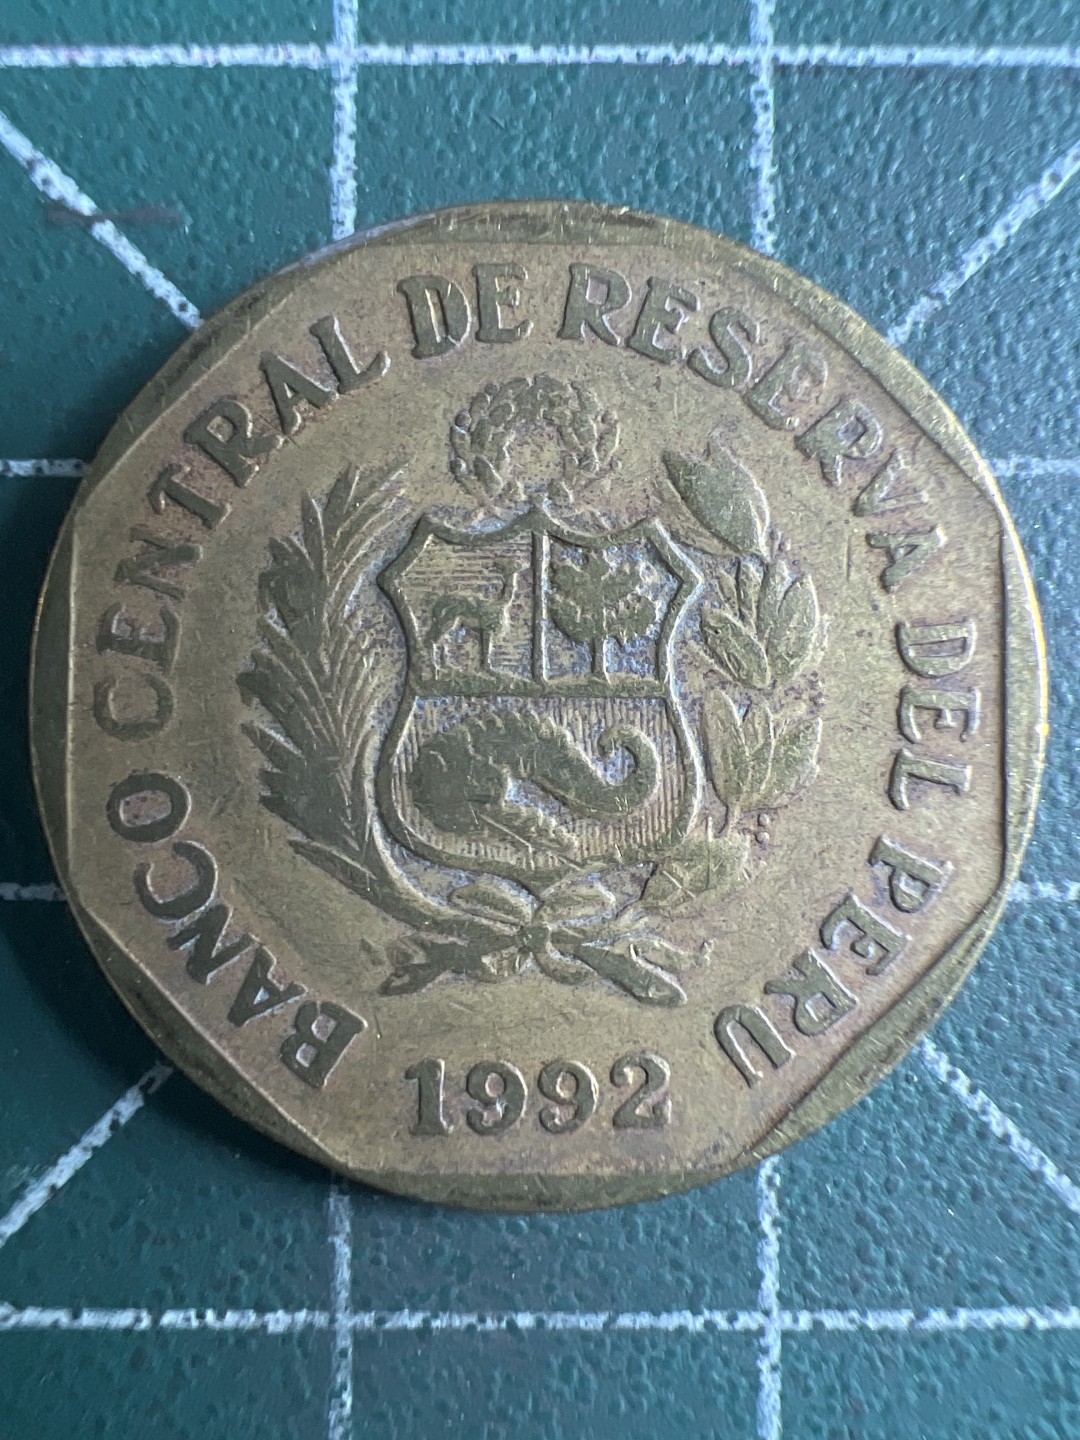 BANCO CENTRAL DE RESERVA DEL PERU
1992